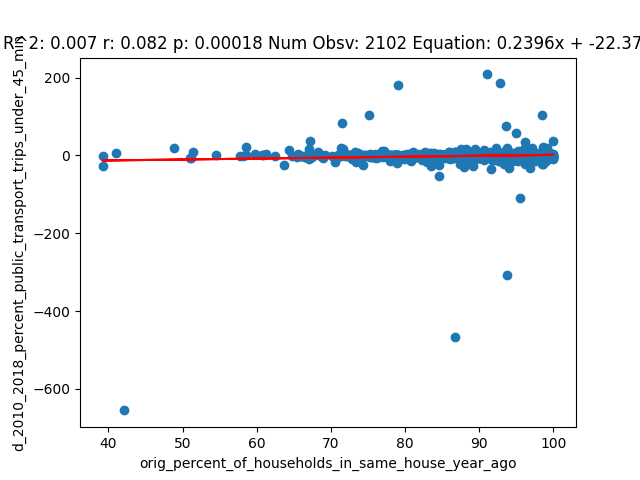 R^2: 0.007 r: 0.082 p: 0.00018 Num Obsv: 2102 Equation: 0.2396x + -22.37
d_2010_2018_percent_public_transport_trips_under_45_min
200
0
−200
−400
−600
40 50 60 70 80 90 100
orig_percent_of_households_in_same_house_year_ago